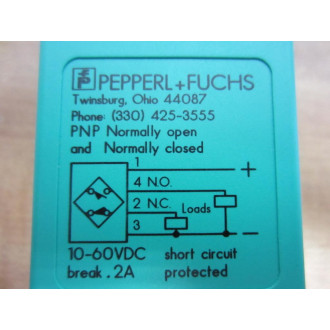 PEPPERL+FUCHS
Twinsburg, Ohio 44087
Phone: (330) 425-3555
PNP Normally open
and Normally closed
1 +
4 N.O.
2 N.C. Loads
3 −
10-60VDC short circuit
break .2A protected